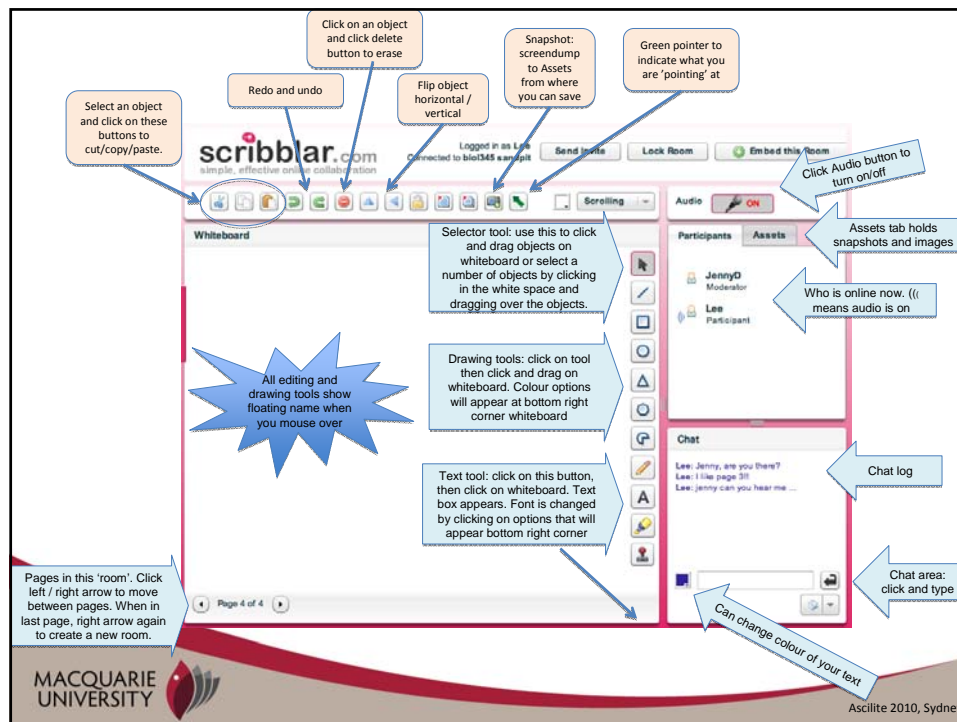 Click on an object
and click delete
button to erase
Snapshot:
screendump
to Assets
from where
you can save
Green pointer to
indicate what you
are 'pointing' at
Redo and undo
Flip object
horizontal /
vertical
Select an object
and click on these
buttons to
cut/copy/paste.
scribblar.com
simple, effective online collaboration
Logged in as Lee
Connected to biol345 sandpit
Send Invite
Lock Room
Embed this Room
Click Audio button to
turn on/off
Scrolling
Audio
ON
Whiteboard
Participants
Assets
Assets tab holds
snapshots and images
Selector tool: use this to click
and drag objects on
whiteboard or select a
number of objects by clicking
in the white space and
dragging over the objects.
JennyD
Moderator
Lee
Participant
Who is online now. ((
means audio is on
All editing and
drawing tools show
floating name when
you mouse over
Drawing tools: click on tool
then click and drag on
whiteboard. Colour options
will appear at bottom right
corner whiteboard
Chat
Lee: Jenny, are you there?
Lee: I like page 3!!
Lee: jenny can you hear me ...
Chat log
Text tool: click on this button,
then click on whiteboard. Text
box appears. Font is changed
by clicking on options that will
appear bottom right corner
A
Pages in this 'room'. Click
left / right arrow to move
between pages. When in
last page, right arrow again
to create a new room.
Page 4 of 4
Chat area:
click and type
Can change colour of your text
MACQUARIE
UNIVERSITY
Ascilite 2010, Sydne